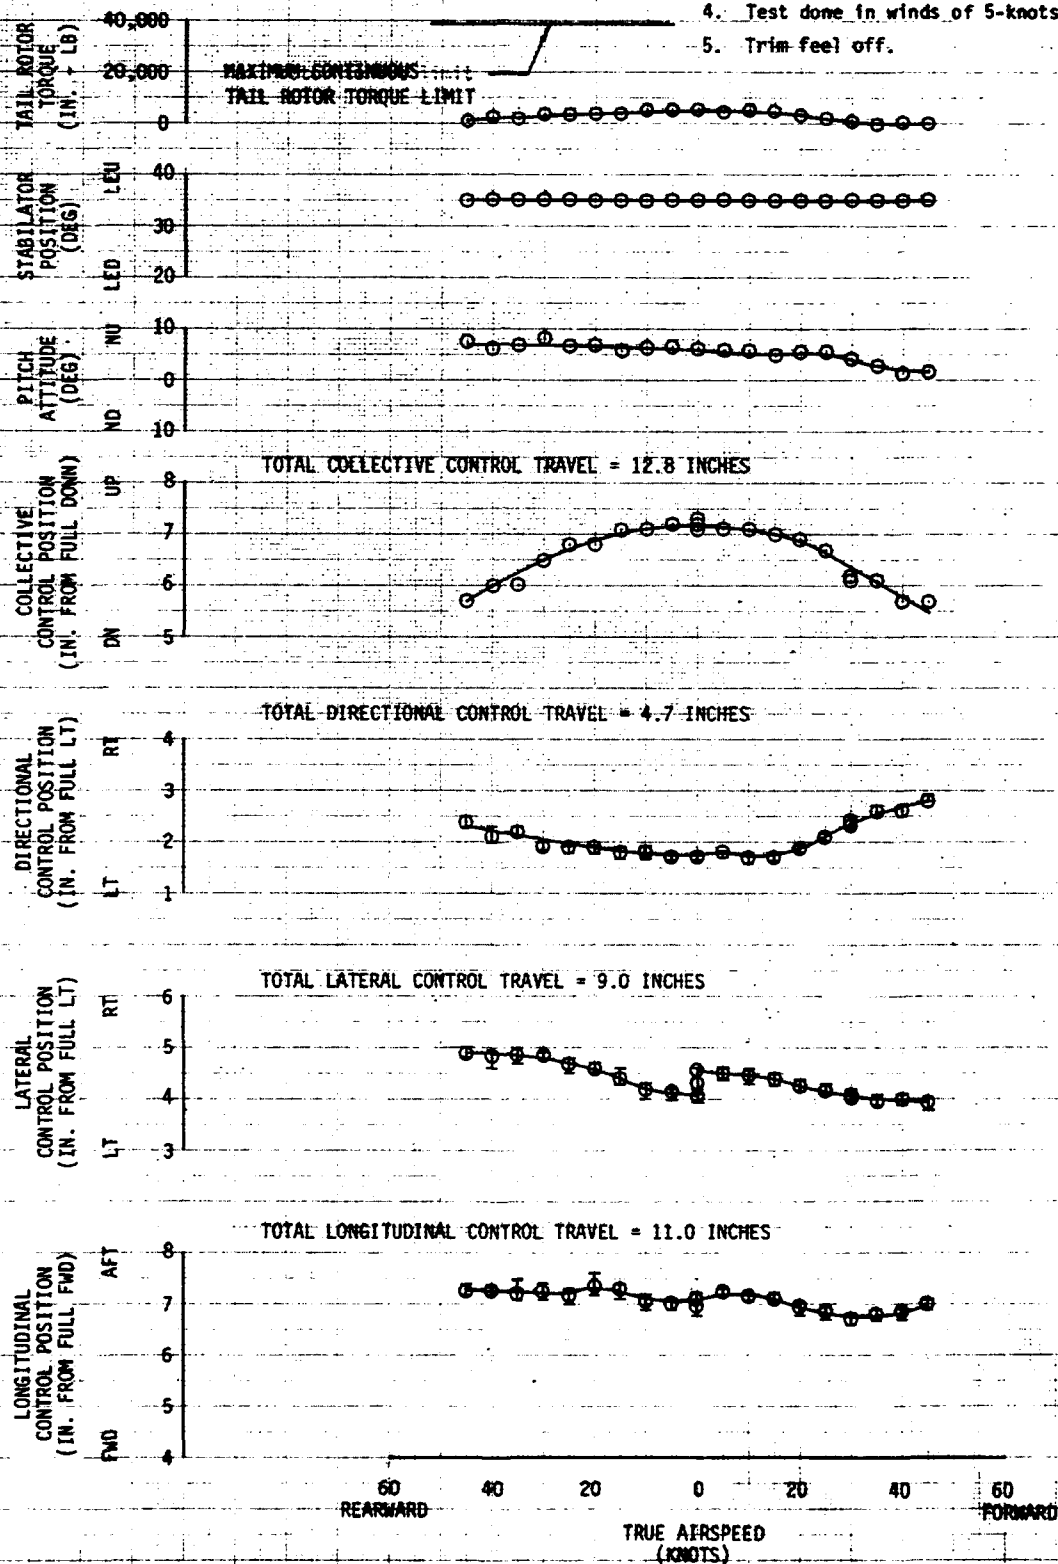 4. Test done in winds of 5-knots
5. Trim feel off.
TAIL ROTOR
TORQUE
(IN. - LB)
40,000
20,000
0
MAXIMUM CONTINUOUS limit
TAIL ROTOR TORQUE LIMIT
STABILATOR
POSITION
(DEG)
LED LEU
40
30
20
PITCH
ATTITUDE
(DEG)
ND NU
10
0
10
TOTAL COLLECTIVE CONTROL TRAVEL = 12.8 INCHES
COLLECTIVE
CONTROL POSITION
(IN. FROM FULL DOWN)
DN UP
8
7
6
5
TOTAL DIRECTIONAL CONTROL TRAVEL = 4.7 INCHES
DIRECTIONAL
CONTROL POSITION
(IN. FROM FULL LT)
LT RT
4
3
2
1
TOTAL LATERAL CONTROL TRAVEL = 9.0 INCHES
LATERAL
CONTROL POSITION
(IN. FROM FULL LT)
LT RT
6
5
4
3
TOTAL LONGITUDINAL CONTROL TRAVEL = 11.0 INCHES
LONGITUDINAL
CONTROL POSITION
(IN. FROM FULL FWD)
FWD AFT
8
7
6
5
4
60 40 20 0 20 40 60
REARWARD FORWARD
TRUE AIRSPEED
(KNOTS)